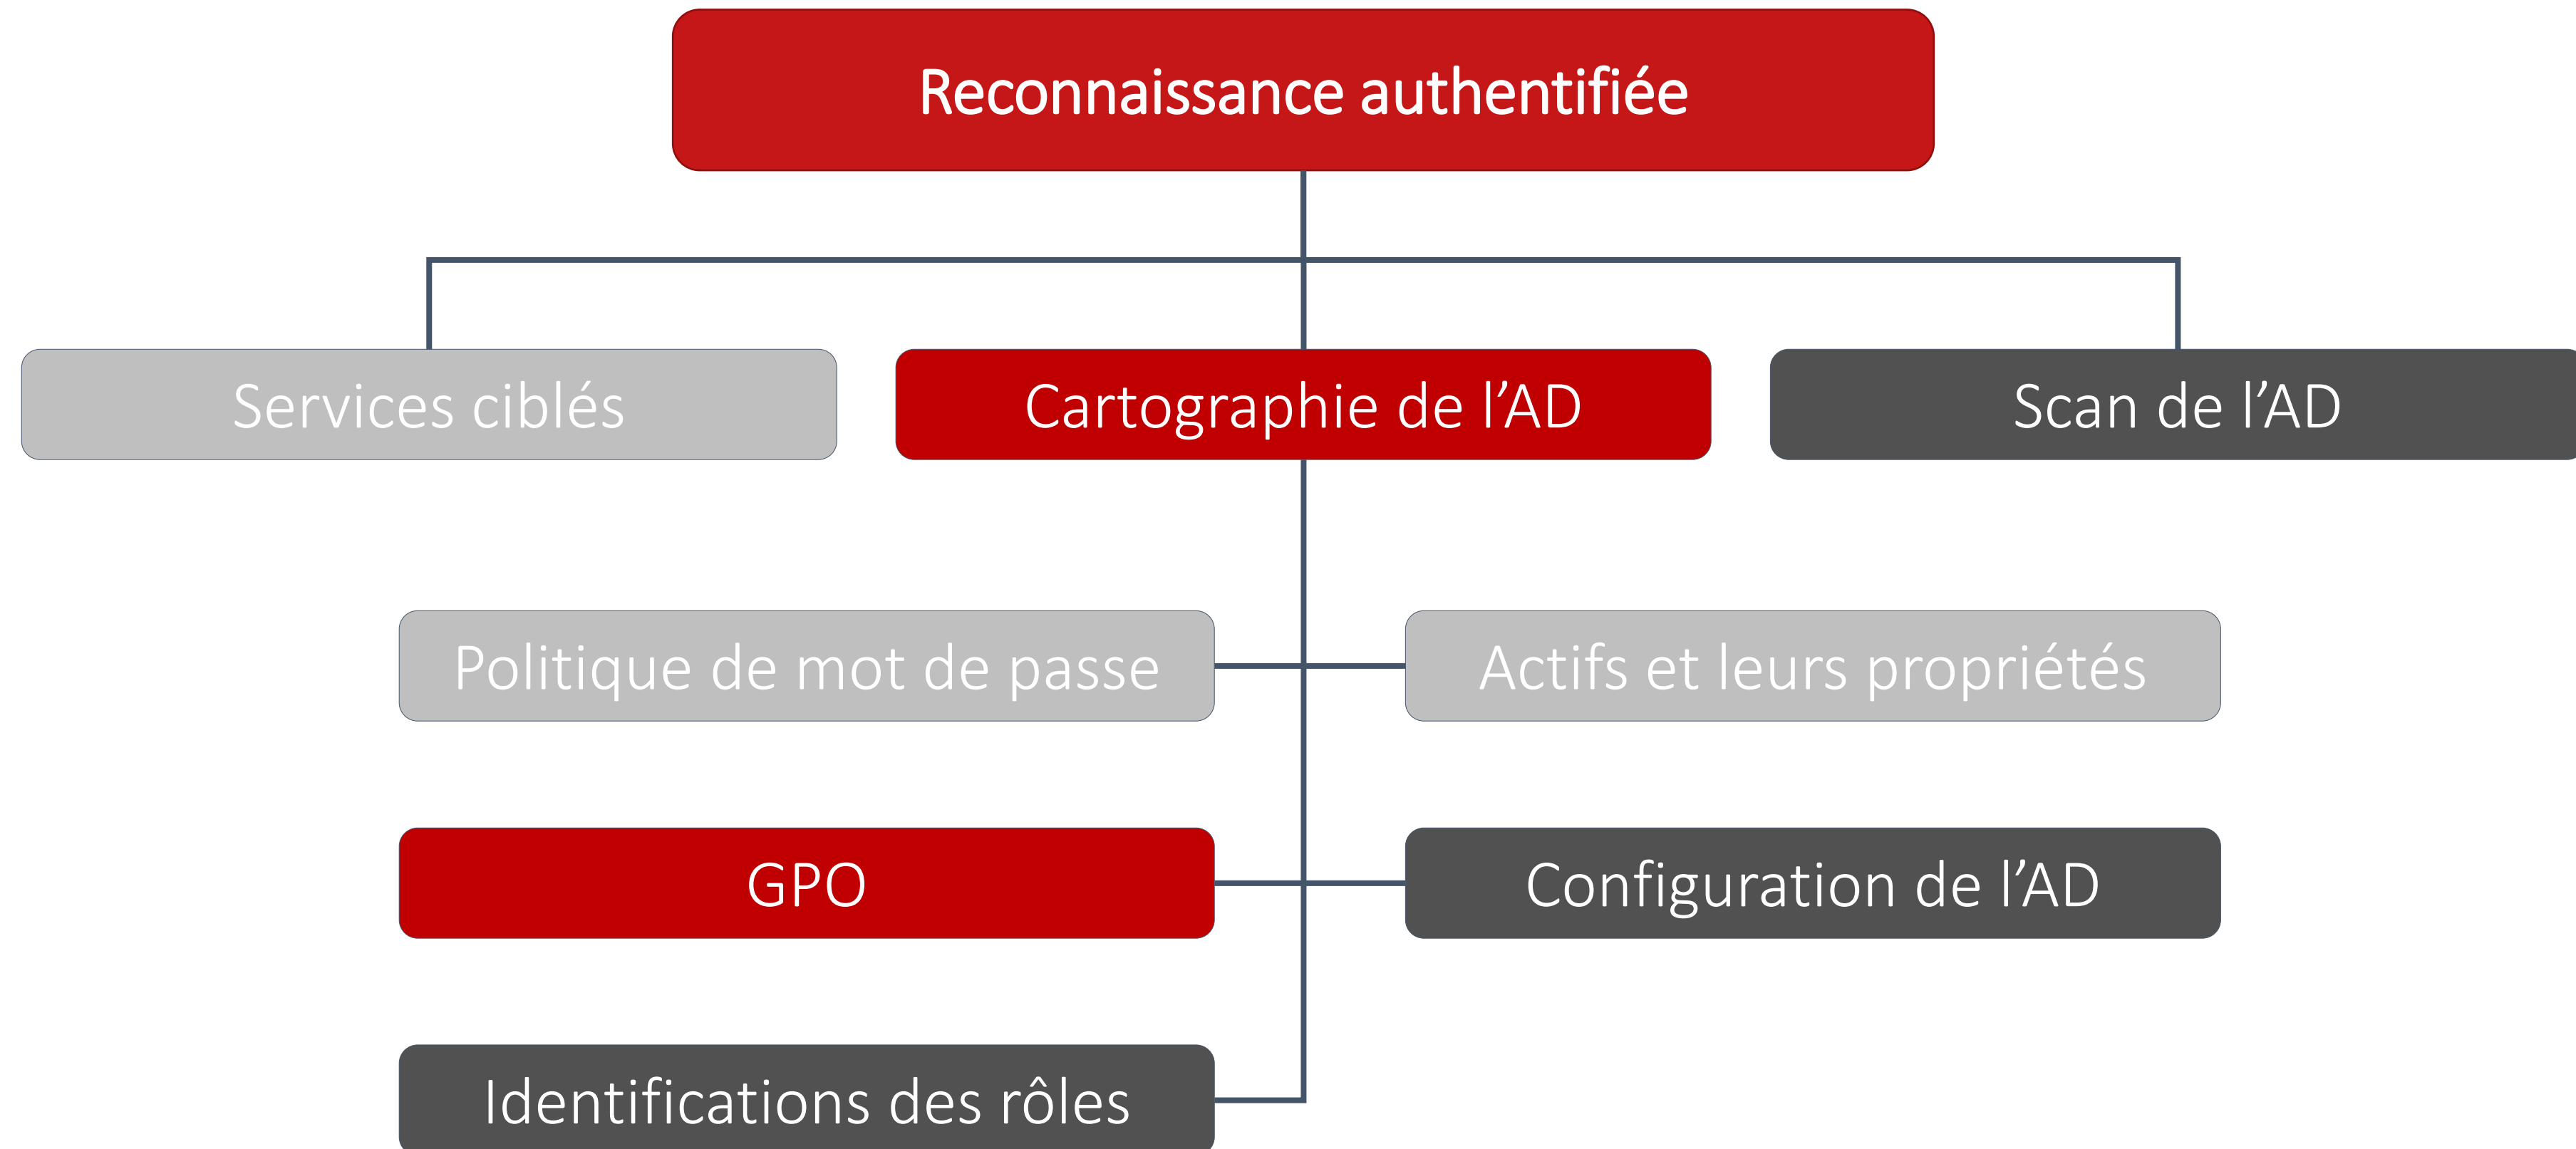 Reconnaissance authentifiée
Services ciblés
Cartographie de l’AD
Scan de l’AD
Politique de mot de passe
Actifs et leurs propriétés
GPO
Configuration de l’AD
Identifications des rôles